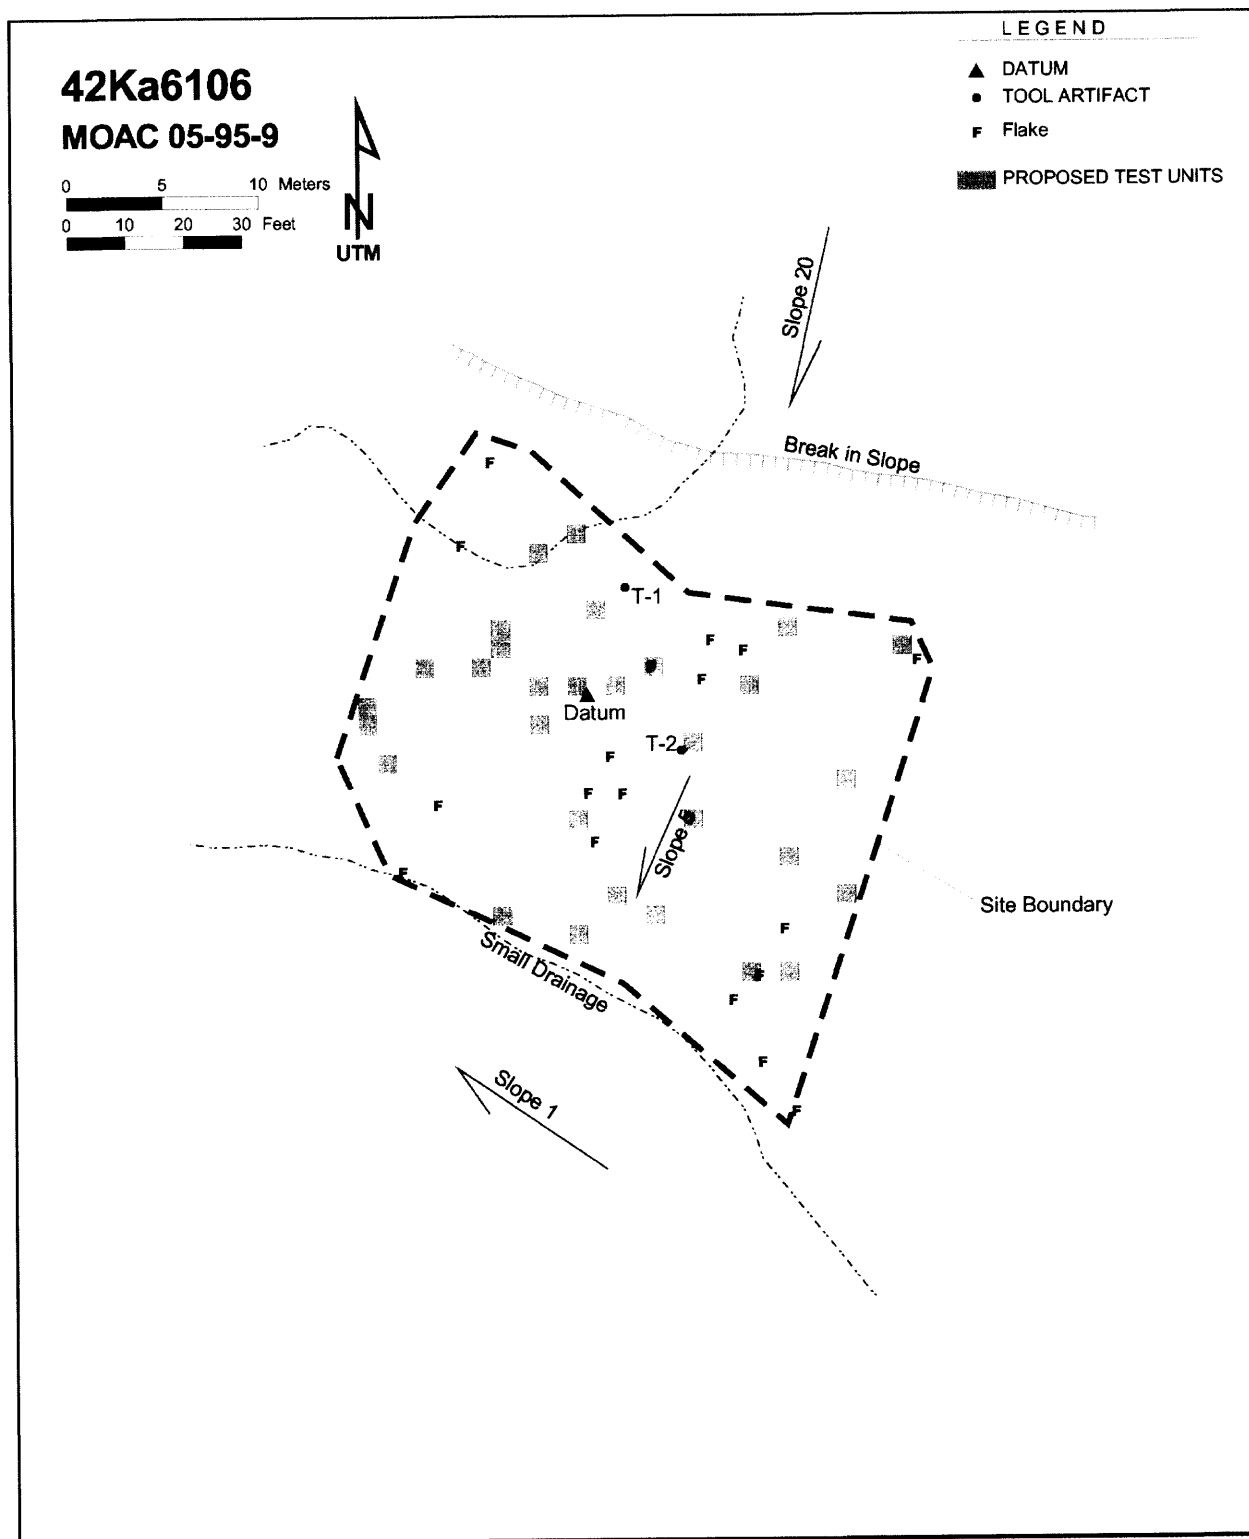 42Ka6106
MOAC 05-95-9
0 5 10 Meters
0 10 20 30 Feet
N
UTM
LEGEND
DATUM
TOOL ARTIFACT
F Flake
PROPOSED TEST UNITS
Slope 20
Break in Slope
F
F
T-1
F
F
F
F
Datum
T-2
F
F
F
F
F
Slope
F
Site Boundary
F
Small Drainage
F
F
F
Slope 1
F